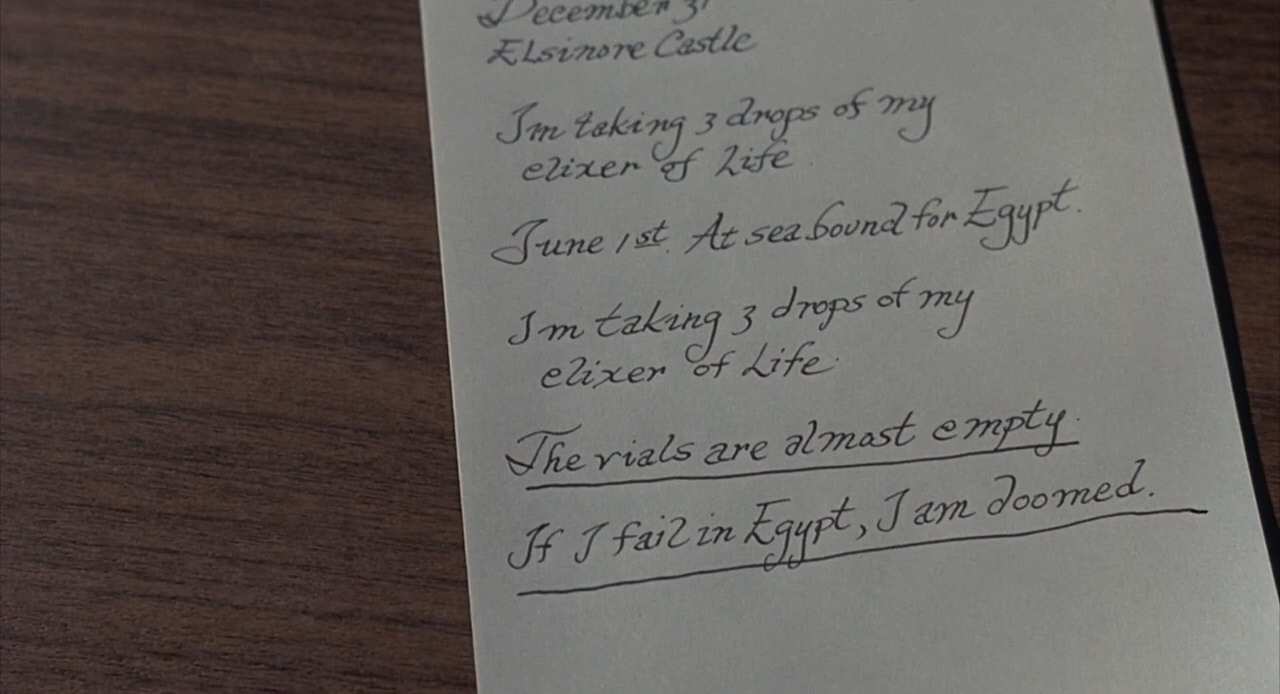 December 31
Elsinore Castle
Im taking 3 drops of my
elixer of Life
June 1st. At sea bound for Egypt.
Im taking 3 drops of my
elixer of Life.
The vials are almost empty.
If I fail in Egypt, I am doomed.